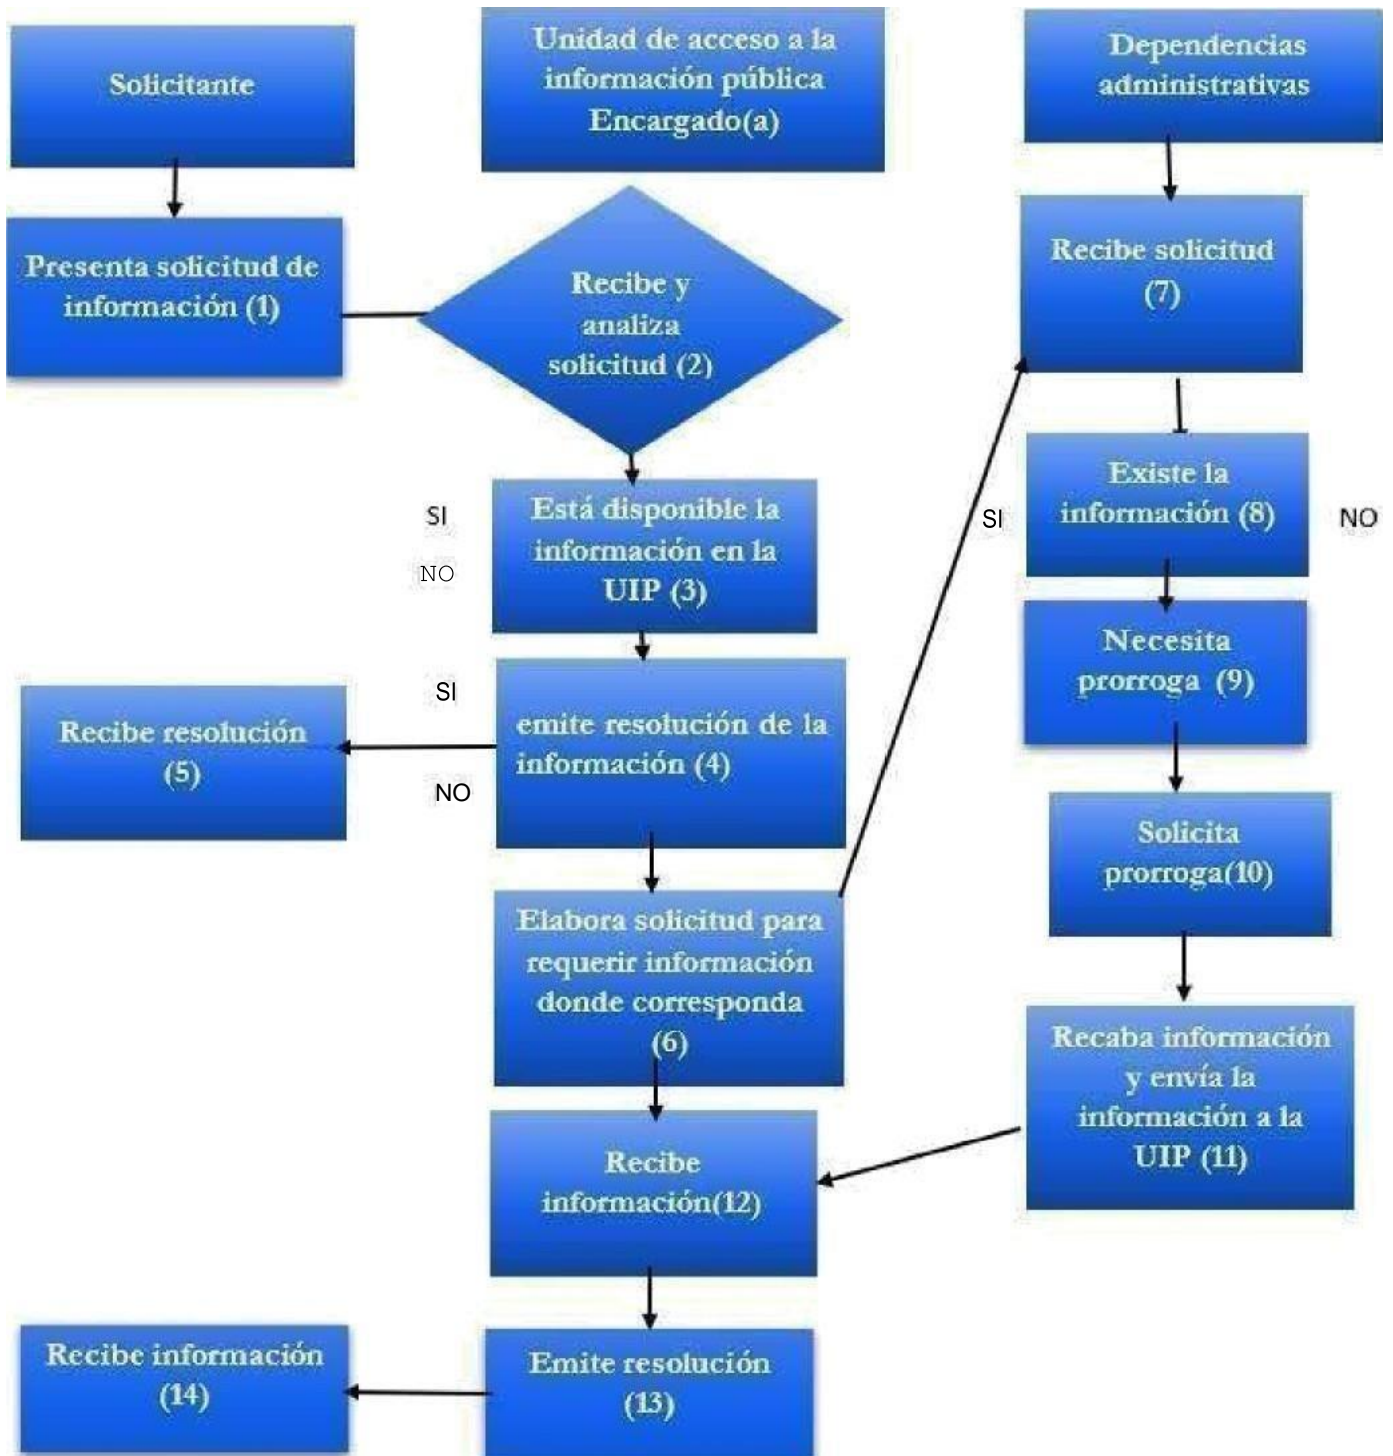 Solicitante
Unidad de acceso a la
información pública
Encargado(a)
Dependencias
administrativas
Presenta solicitud de
información (1)
Recibe y
analiza
solicitud (2)
Recibe solicitud
(7)
SI
NO
Está disponible la
información en la
UIP (3)
SI
Existe la
información (8)
NO
Necesita
prorroga (9)
Recibe resolución
(5)
SI
NO
emite resolución de la
información (4)
Solicita
prorroga(10)
Elabora solicitud para
requerir información
donde corresponda
(6)
Recaba información
y envía la
información a la
UIP (11)
Recibe
información(12)
Recibe información
(14)
Emite resolución
(13)